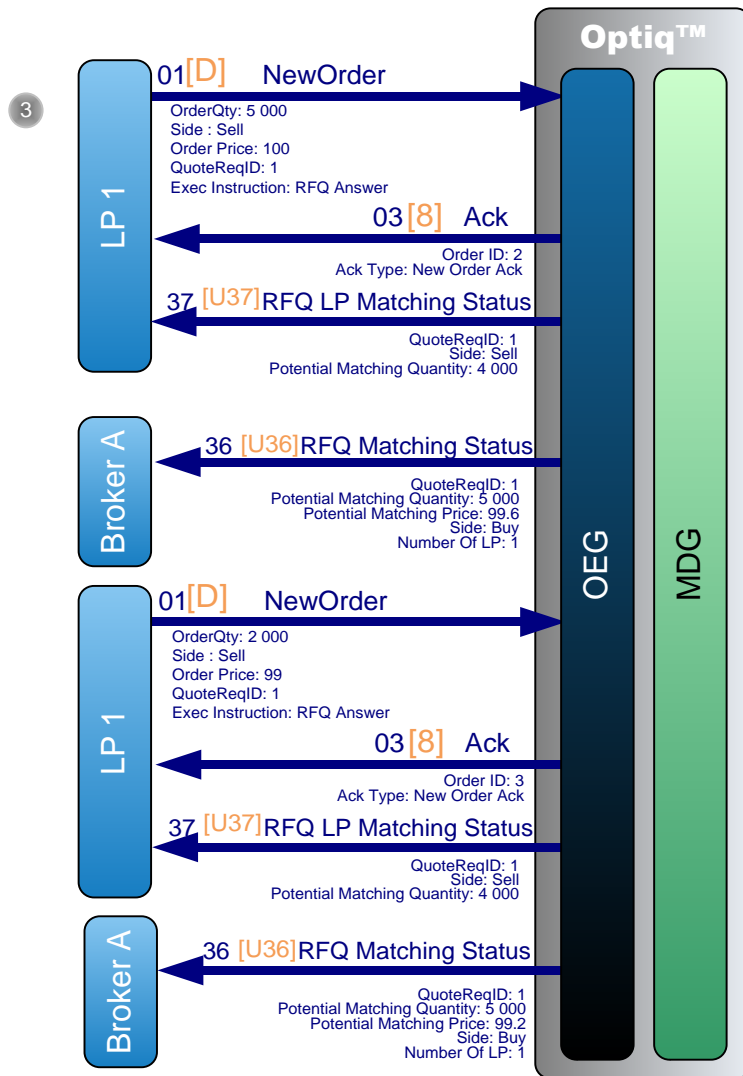 Optiq™
3
LP 1
01[D] NewOrder
OrderQty: 5 000
Side : Sell
Order Price: 100
QuoteReqID: 1
Exec Instruction: RFQ Answer
03[8] Ack
Order ID: 2
Ack Type: New Order Ack
37 [U37]RFQ LP Matching Status
QuoteReqID: 1
Side: Sell
Potential Matching Quantity: 4 000
Broker A
36 [U36]RFQ Matching Status
QuoteReqID: 1
Potential Matching Quantity: 5 000
Potential Matching Price: 99.6
Side: Buy
Number Of LP: 1
OEG
MDG
LP 1
01[D] NewOrder
OrderQty: 2 000
Side : Sell
Order Price: 99
QuoteReqID: 1
Exec Instruction: RFQ Answer
03[8] Ack
Order ID: 3
Ack Type: New Order Ack
37 [U37]RFQ LP Matching Status
QuoteReqID: 1
Side: Sell
Potential Matching Quantity: 4 000
Broker A
36 [U36]RFQ Matching Status
QuoteReqID: 1
Potential Matching Quantity: 5 000
Potential Matching Price: 99.2
Side: Buy
Number Of LP: 1